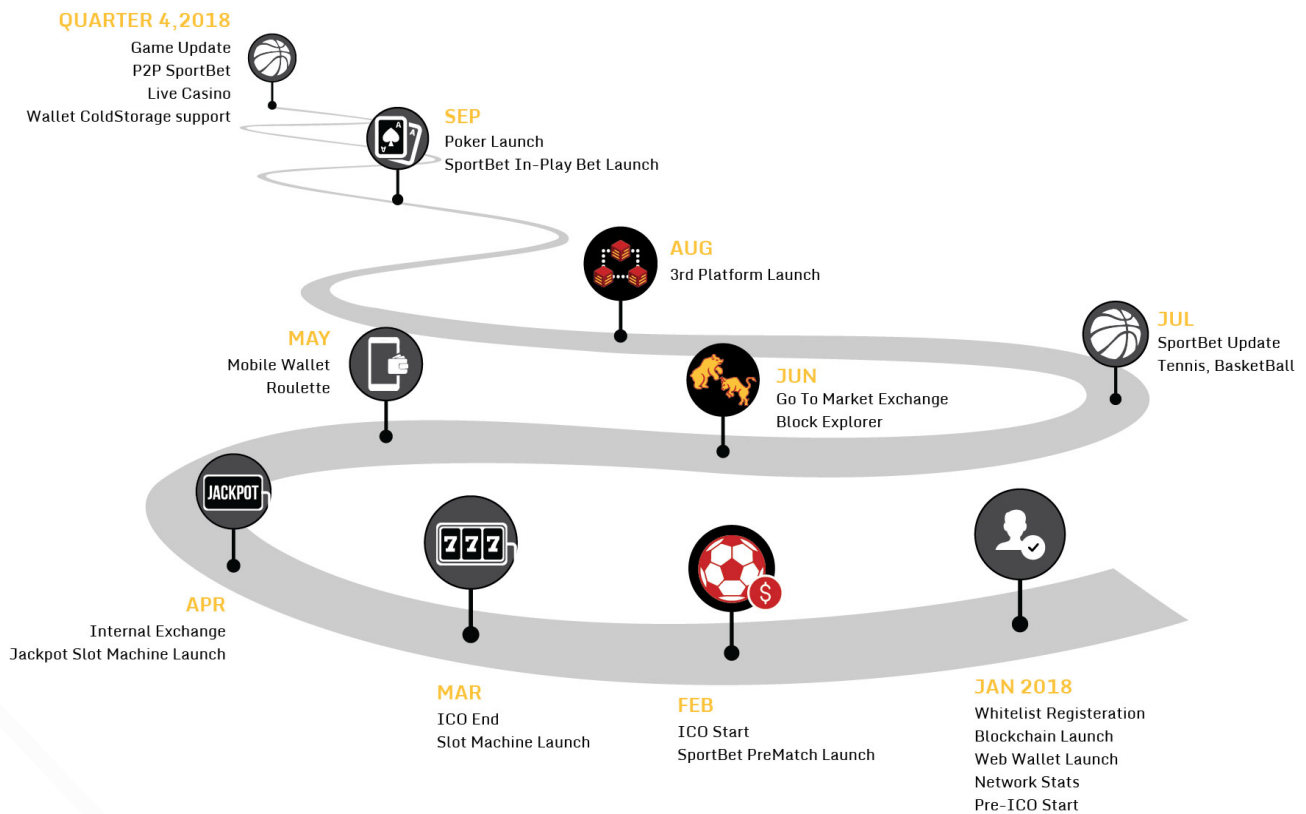 QUARTER 4,2018
Game Update
P2P SportBet
Live Casino
Wallet ColdStorage support
A
A
A
SEP
Poker Launch
SportBet In-Play Bet Launch
AUG
3rd Platform Launch
JUL
SportBet Update
Tennis, BasketBall
MAY
Mobile Wallet
Roulette
JUN
Go To Market Exchange
Block Explorer
JACKPOT
APR
Internal Exchange
Jackpot Slot Machine Launch
777
MAR
ICO End
Slot Machine Launch
$
FEB
ICO Start
SportBet PreMatch Launch
JAN 2018
Whitelist Registeration
Blockchain Launch
Web Wallet Launch
Network Stats
Pre-ICO Start